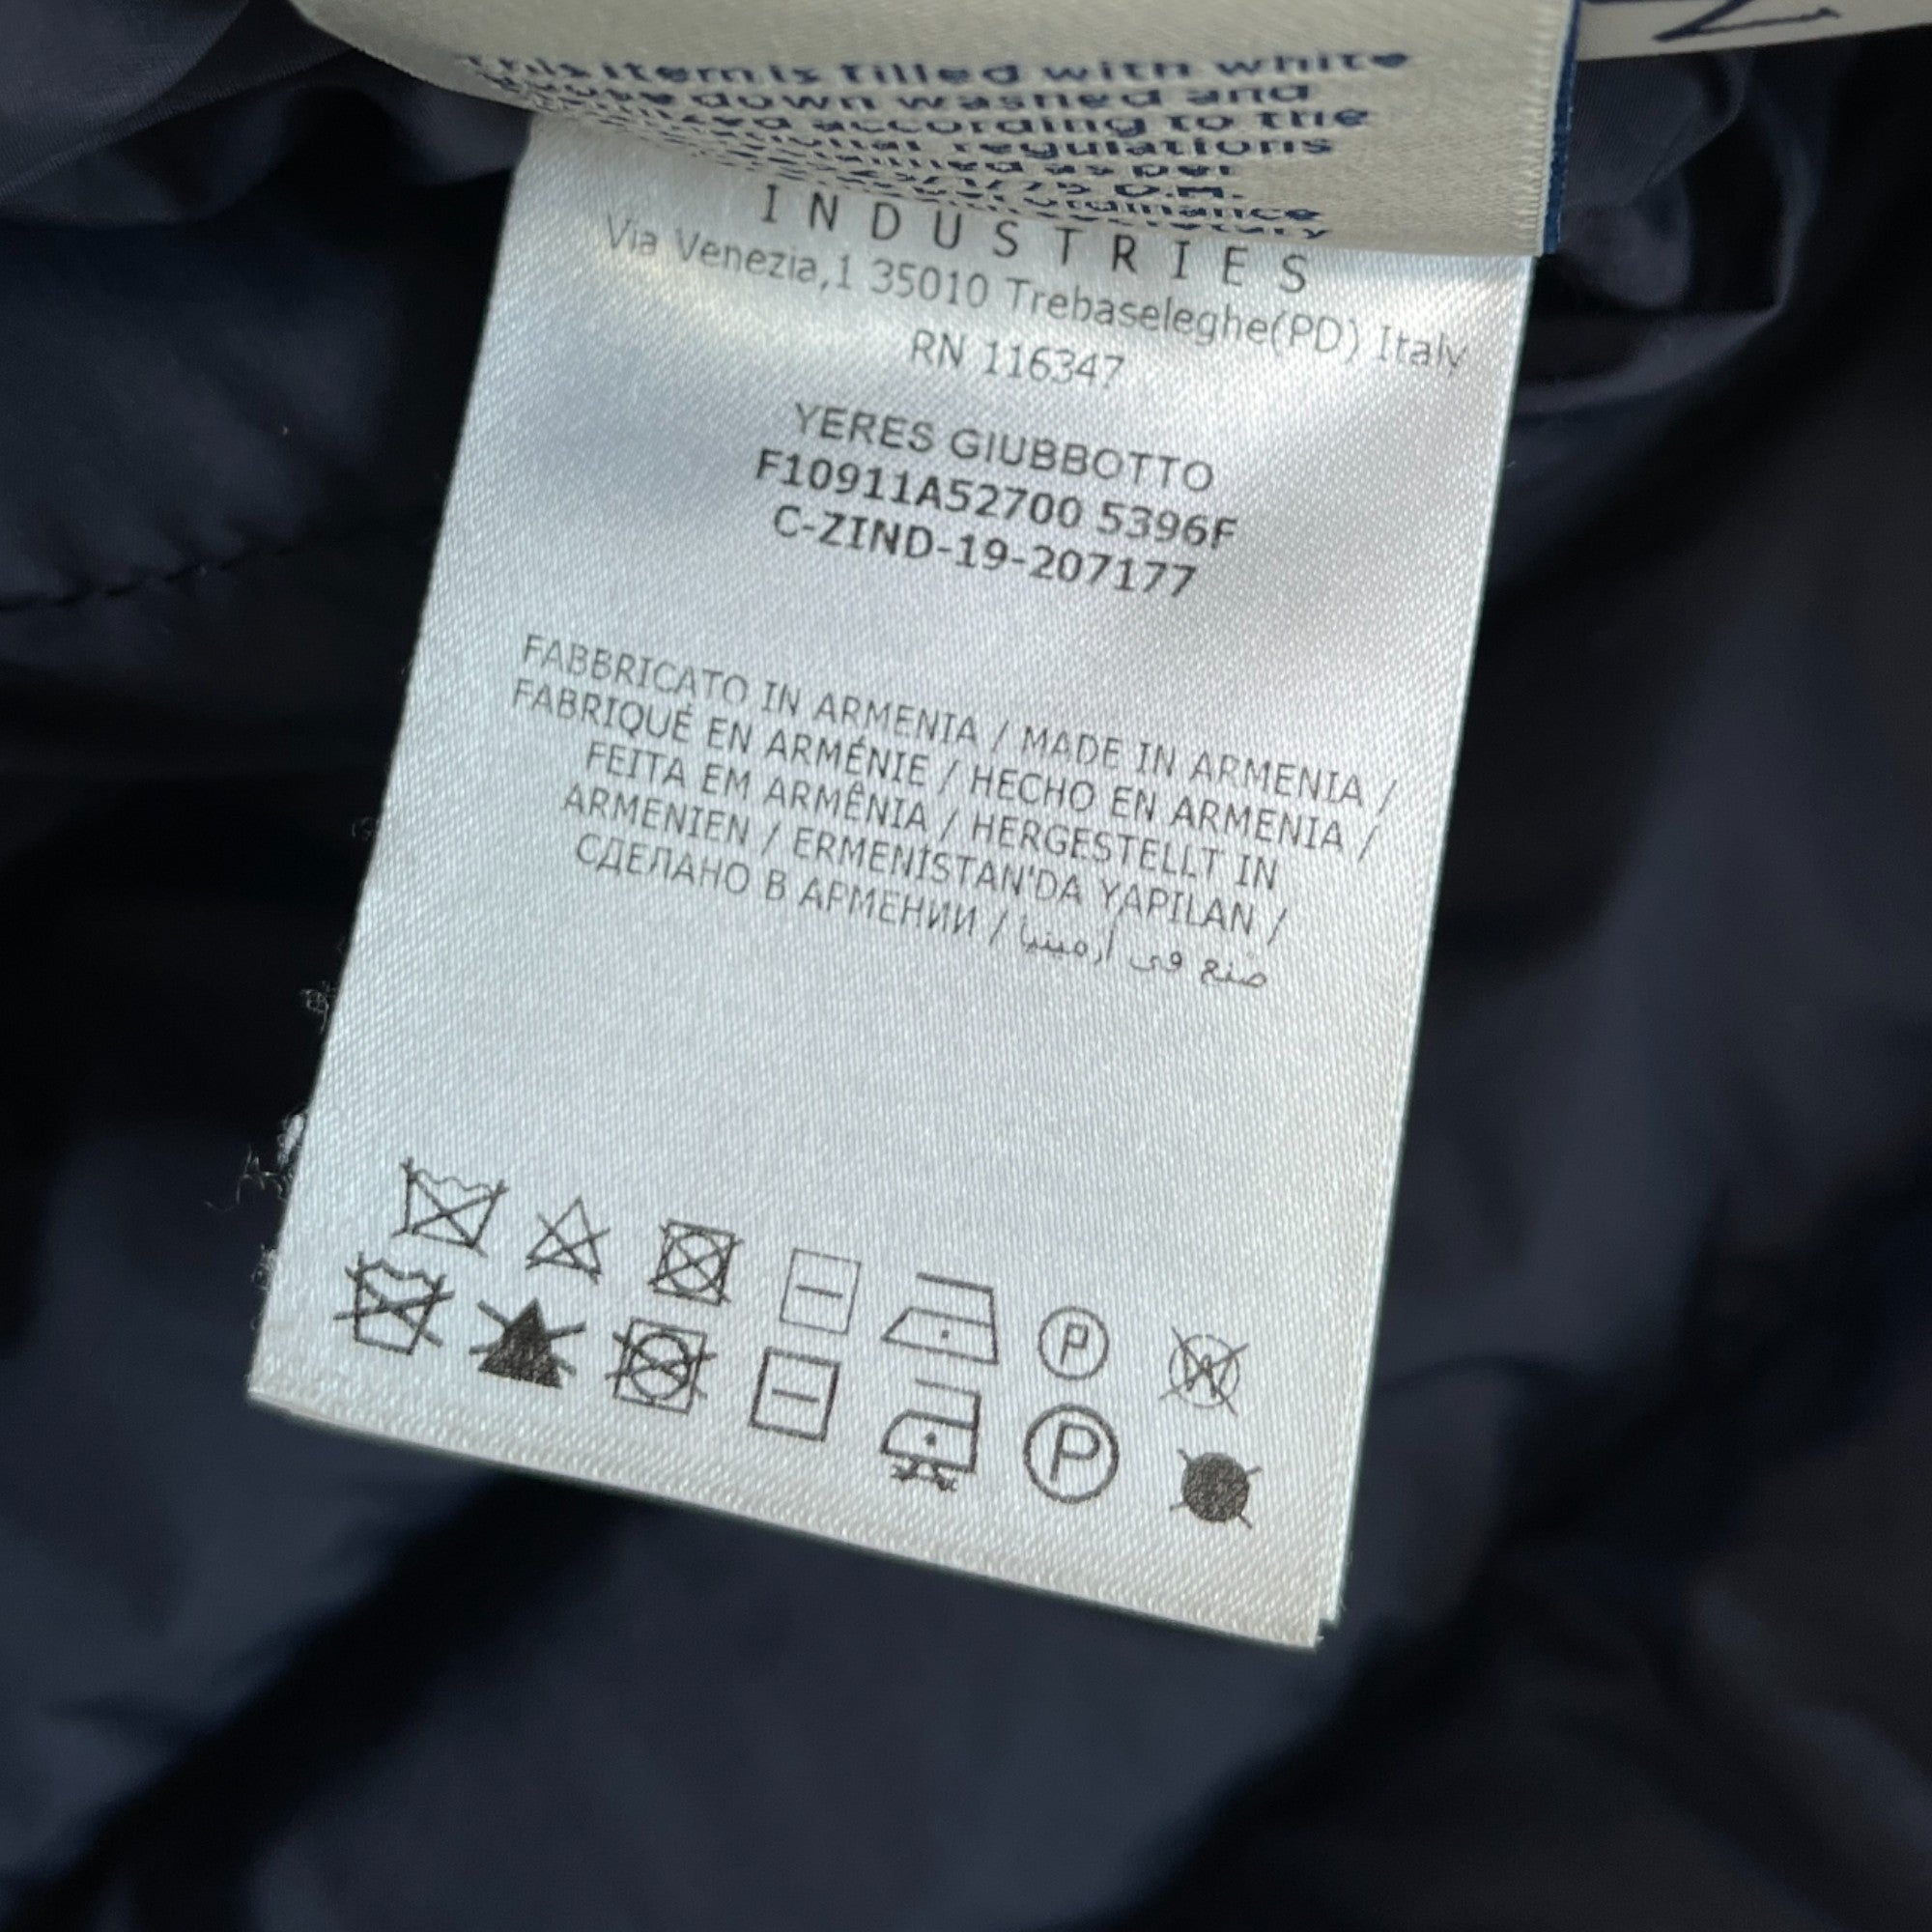 This item is filled with white
down washed and
according to the
regulations
as per
D.M.
ordinance
INDUSTRIES
Via Venezia,1 35010 Trebaseleghe(PD) Italy
RN 116347
YERES GIUBBOTTO
F10911A52700 5396F
C-ZIND-19-207177
FABBRICATO IN ARMENIA / MADE IN ARMENIA /
FABRIQUÉ EN ARMÉNIE / HECHO EN ARMENIA /
FEITA EM ARMÊNIA / HERGESTELLT IN
ARMENIEN / ERMENİSTAN'DA YAPILAN /
СДЕЛАНО В АРМЕНИИ / صنع في أرمينيا
P W
P